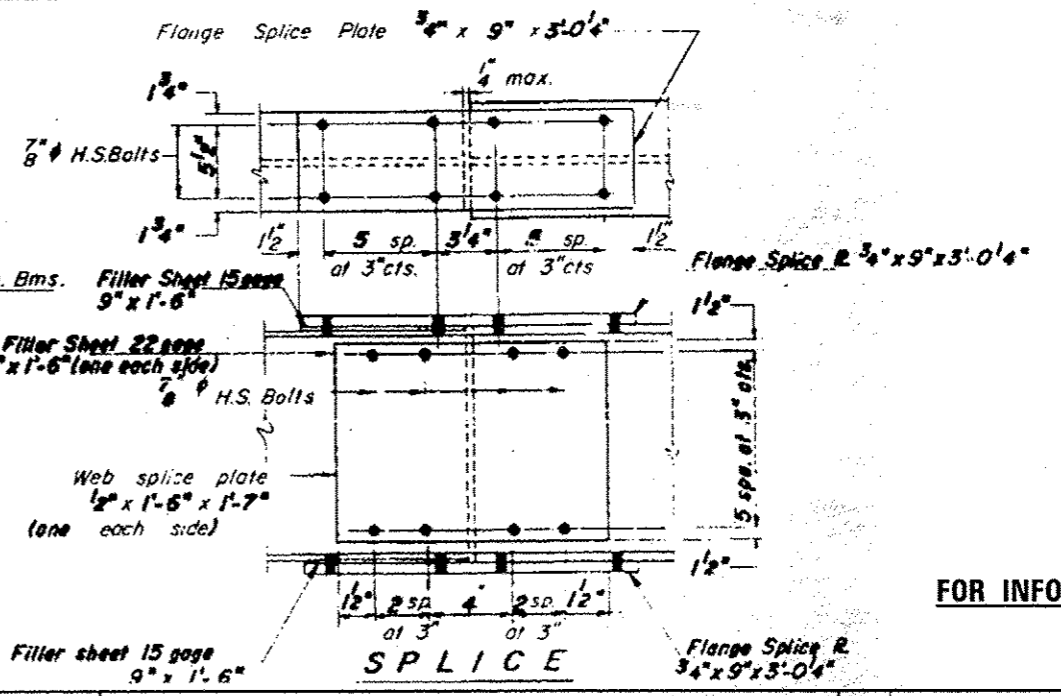 Flange Splice Plate 3/4" x 9" x 3'-0 1/4"
1/4" max.
1 3/4"
7/8" ϕ H.S.Bolts
5 1/2"
1 3/4"
1 1/2"
5 sp. at 3"cts.
3 1/4"
5 sp. at 3"cts
1 1/2"
Flange Splice PL 3/4" x 9" x 3'-0 1/4"
Bms.
Filler Sheet 15 gage
9" x 1'-6"
1 1/2"
Filler Sheet 22 gage
" x 1'-6" (one each side)
7/8" ϕ
H.S. Bolts
5 spa. at 3" cts.
Web splice plate
1/2" x 1'-6" x 1'-7"
(one each side)
1 1/2"
FOR INFO
1 1/2"
2 sp.
at 3"
4"
2 sp.
at 3"
1 1/2"
Filler sheet 15 gage
9" x 1'-6"
Flange Splice PL
3/4" x 9" x 3'-0 1/4"
SPLICE